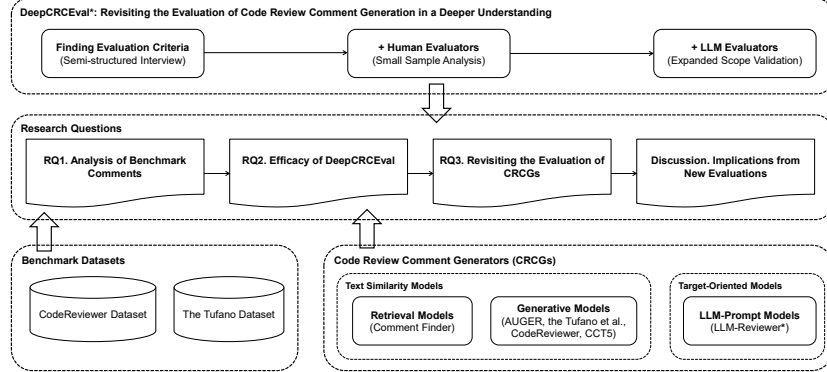 DeepCRCEval*: Revisiting the Evaluation of Code Review Comment Generation in a Deeper Understanding
Finding Evaluation Criteria
(Semi-structured Interview)
+ Human Evaluators
(Small Sample Analysis)
+ LLM Evaluators
(Expanded Scope Validation)
Research Questions
RQ1. Analysis of Benchmark
Comments
RQ2. Efficacy of DeepCRCEval
RQ3. Revisiting the Evaluation of
CRCGs
Discussion. Implications from
New Evaluations
Benchmark Datasets
CodeReviewer Dataset
The Tufano Dataset
Code Review Comment Generators (CRCGs)
Text Similarity Models
Retrieval Models
(Comment Finder)
Generative Models
(AUGER, the Tufano et al.,
CodeReviewer, CCT5)
Target-Oriented Models
LLM-Prompt Models
(LLM-Reviewer*)